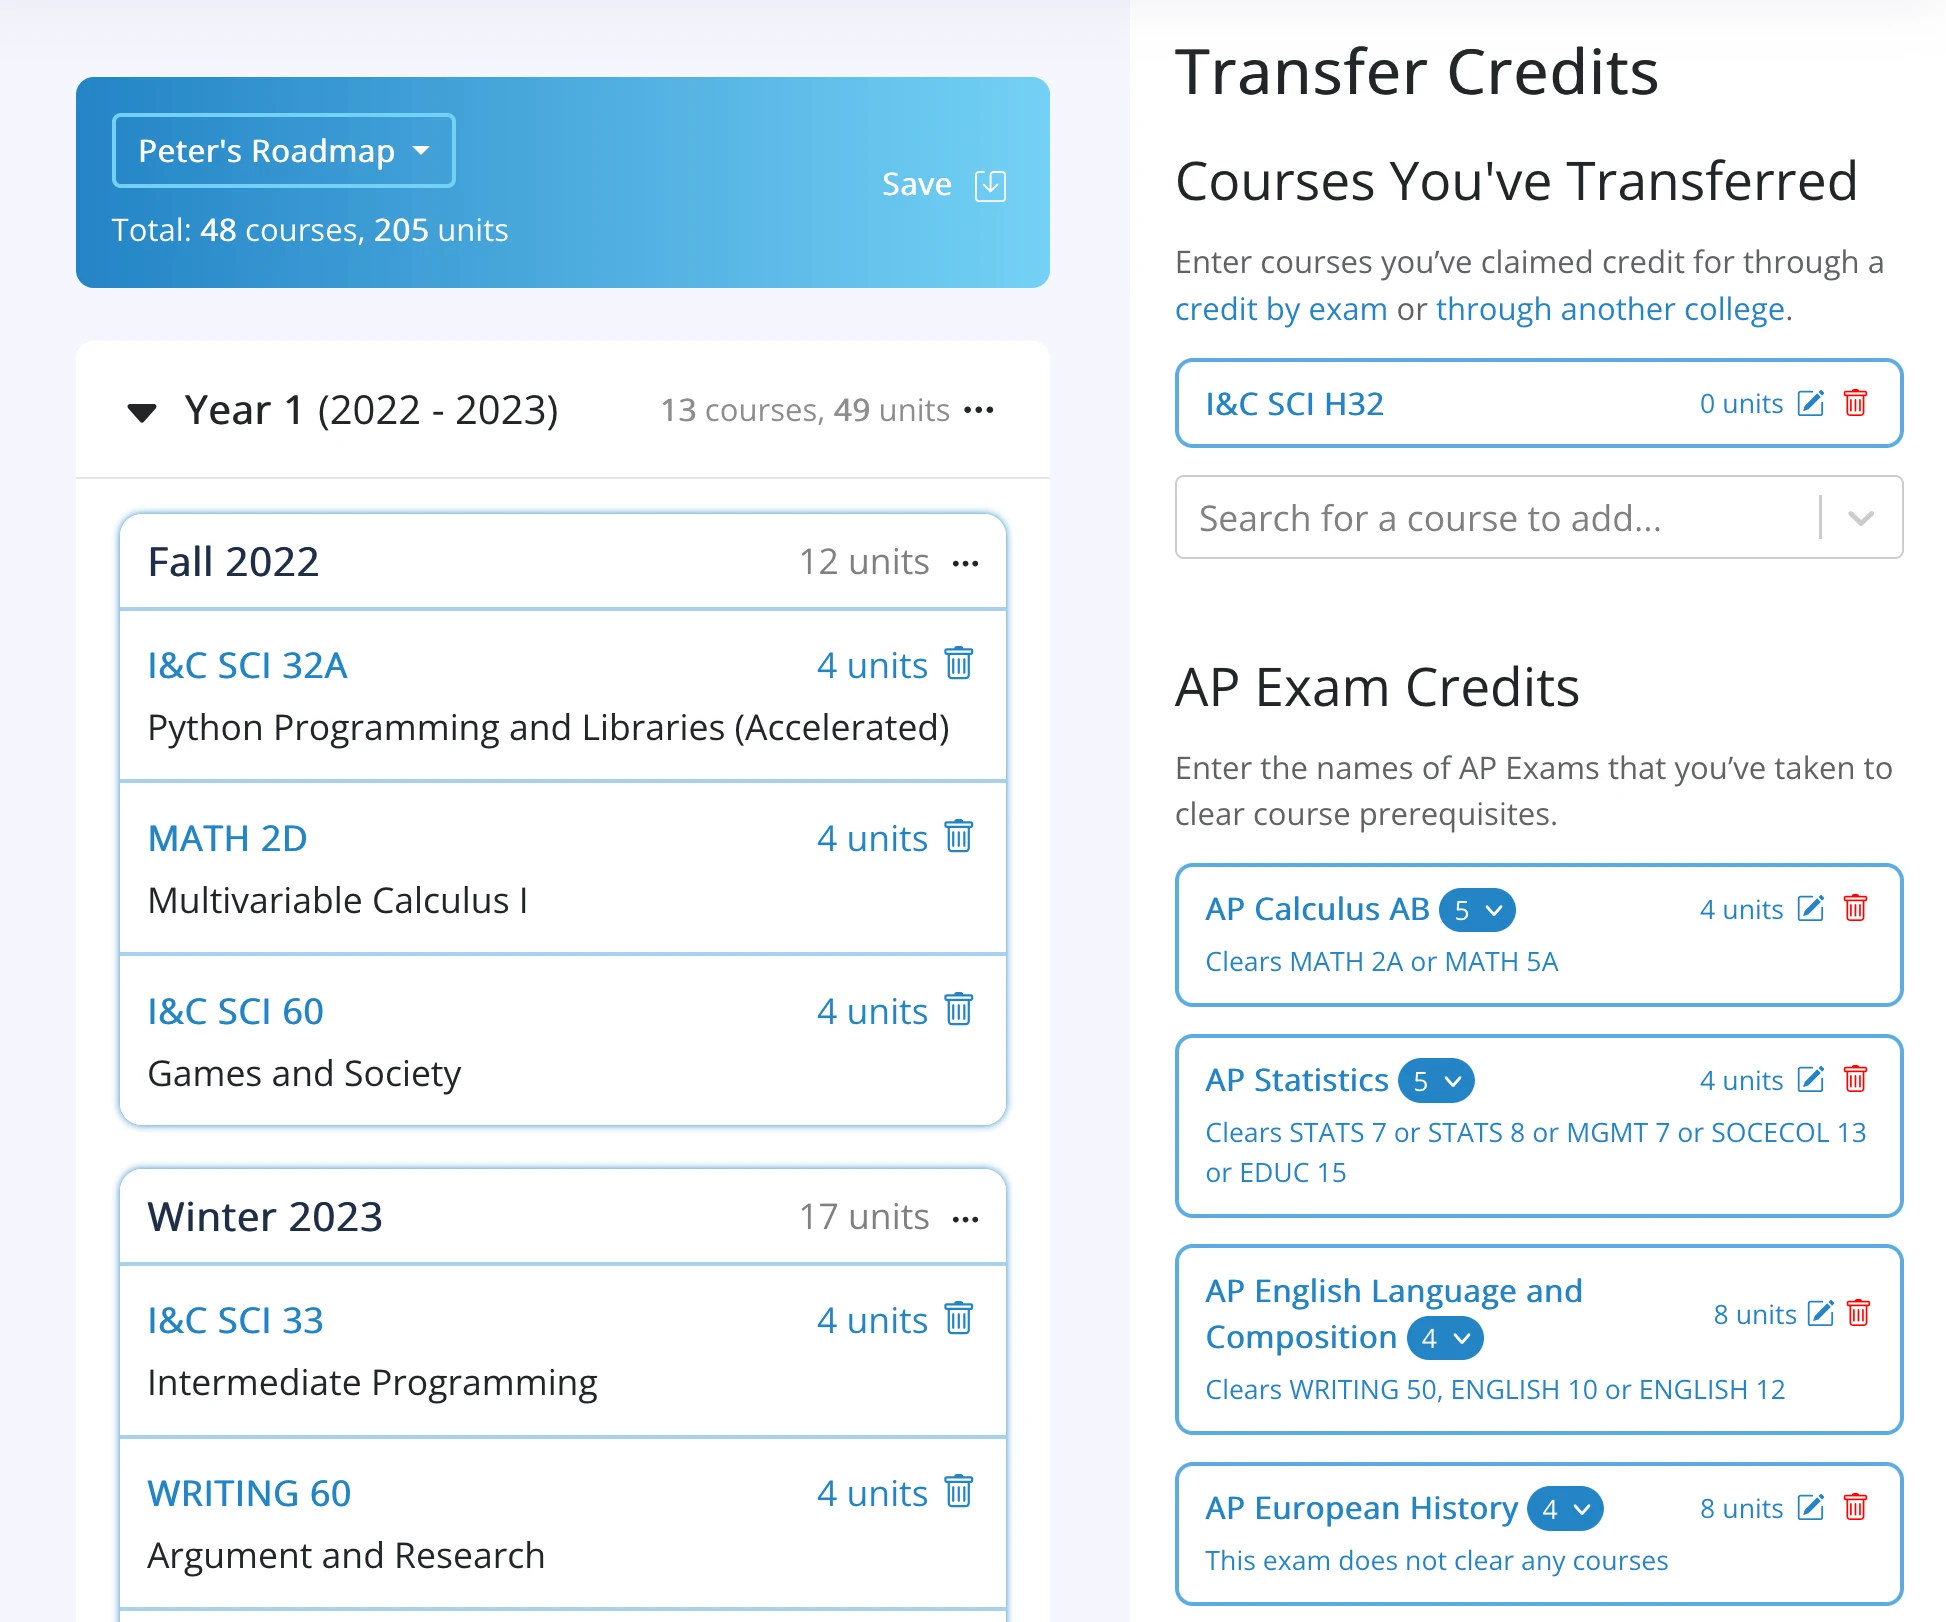 Peter's Roadmap
Total: 48 courses, 205 units
Save
Year 1 (2022 - 2023)
13 courses, 49 units
Fall 2022
12 units
I&C SCI 32A
4 units
Python Programming and Libraries (Accelerated)
MATH 2D
4 units
Multivariable Calculus I
I&C SCI 60
4 units
Games and Society
Winter 2023
17 units
I&C SCI 33
4 units
Intermediate Programming
WRITING 60
4 units
Argument and Research
Transfer Credits
Courses You've Transferred
Enter courses you’ve claimed credit for through a
credit by exam or through another college.
I&C SCI H32
0 units
Search for a course to add...
AP Exam Credits
Enter the names of AP Exams that you’ve taken to
clear course prerequisites.
AP Calculus AB 5
4 units
Clears MATH 2A or MATH 5A
AP Statistics 5
4 units
Clears STATS 7 or STATS 8 or MGMT 7 or SOCECOL 13
or EDUC 15
AP English Language and
Composition 4
8 units
Clears WRITING 50, ENGLISH 10 or ENGLISH 12
AP European History 4
8 units
This exam does not clear any courses